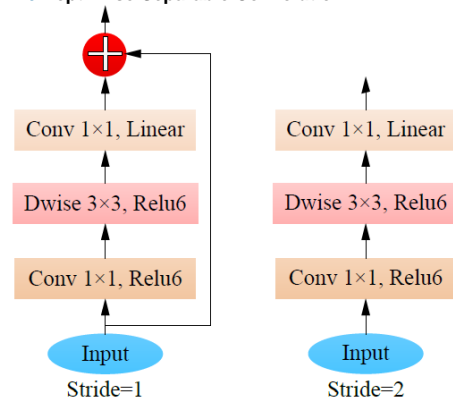 Conv 1×1, Linear
Dwise 3×3, Relu6
Conv 1×1, Relu6
Input
Stride=1
Conv 1×1, Linear
Dwise 3×3, Relu6
Conv 1×1, Relu6
Input
Stride=2